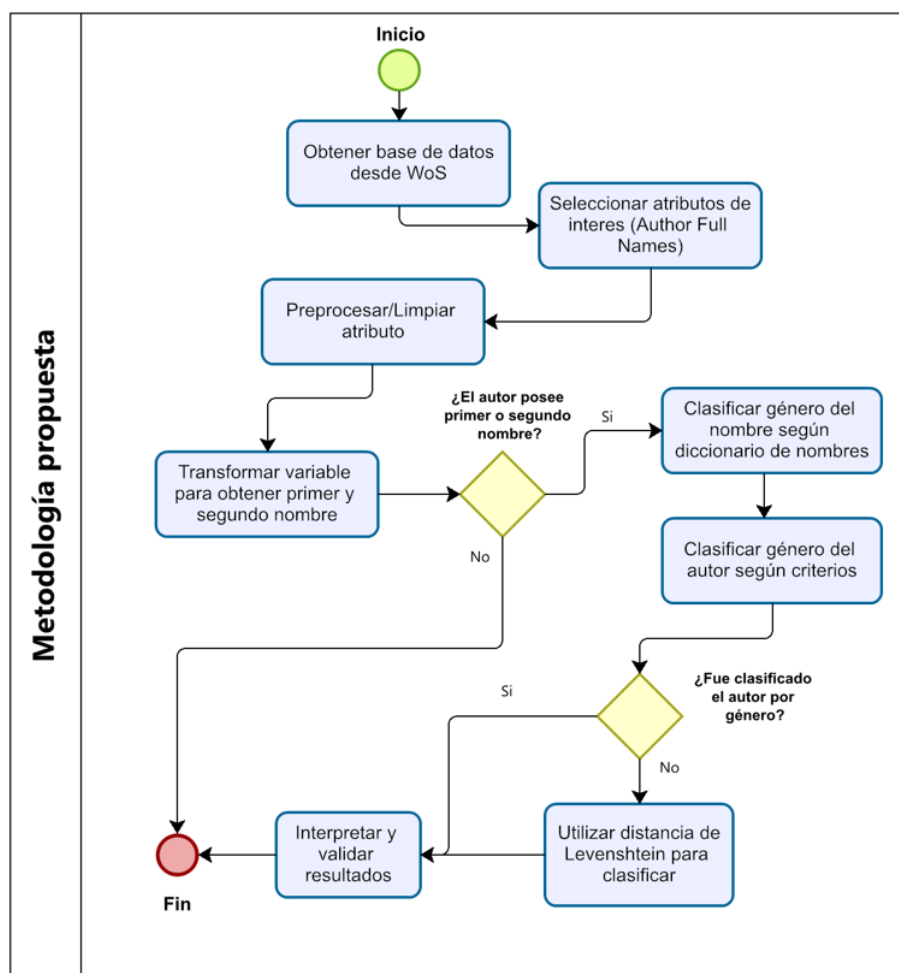 Metodología propuesta
Inicio
Obtener base de datos
desde WoS
Seleccionar atributos de
interes (Author Full
Names)
Preprocesar/Limpiar
atributo
Transformar variable
para obtener primer y
segundo nombre
¿El autor posee
primer o segundo
nombre?
Si
No
Clasificar género del
nombre según
diccionario de nombres
Clasificar género del
autor según criterios
¿Fue clasificado
el autor por
género?
Si
No
Utilizar distancia de
Levenshtein para
clasificar
Interpretar y
validar
resultados
Fin